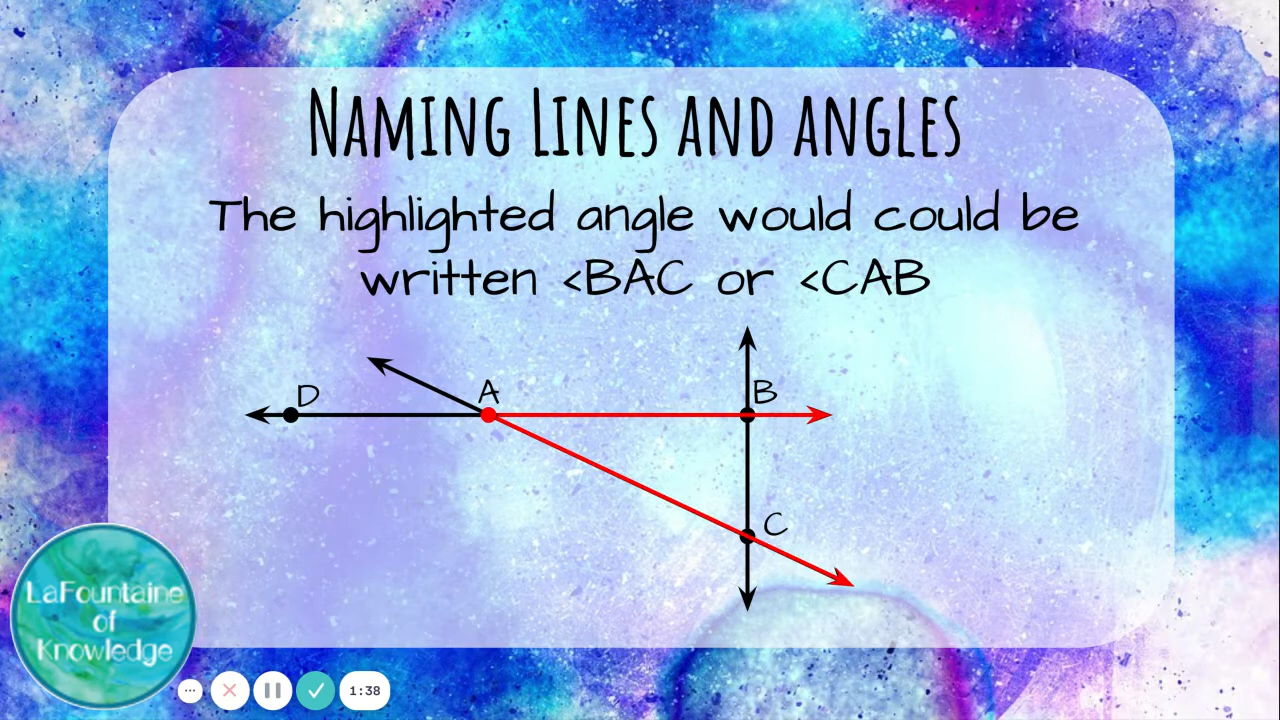 NAMING LINES AND ANGLES
The highlighted angle would could be
written <BAC or <CAB
D
A
B
C
LaFountaine
of
Knowledge
1:38